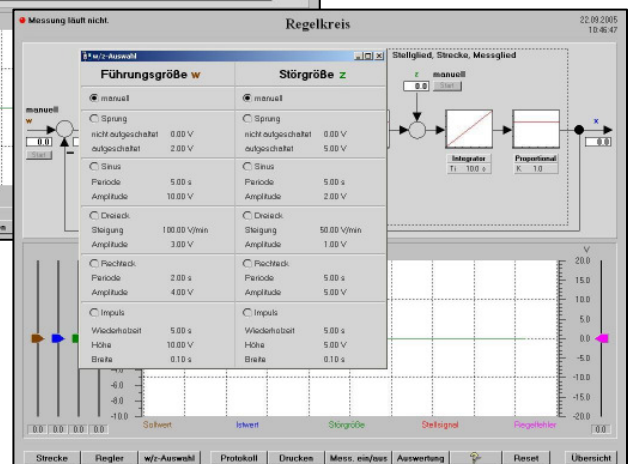 Messung läuft nicht.
Regelkreis
22.09.2005
10:46:47
w/z-Auswahl
Führungsgröße w
Störgröße z
manuell
manuell
Sprung
Sprung
nicht aufgeschaltet 0.00 V
nicht aufgeschaltet 0.00 V
aufgeschaltet 2.00 V
aufgeschaltet 5.00 V
Sinus
Sinus
Periode 5.00 s
Periode 5.00 s
Amplitude 10.00 V
Amplitude 2.00 V
Dreieck
Dreieck
Steigung 100.00 V/min
Steigung 50.00 V/min
Amplitude 3.00 V
Amplitude 1.00 V
Rechteck
Rechteck
Periode 2.00 s
Periode 5.00 s
Amplitude 4.00 V
Amplitude 5.00 V
Impuls
Impuls
Wiederholzeit 5.00 s
Wiederholzeit 5.00 s
Höhe 10.00 V
Höhe 5.00 V
Breite 0.10 s
Breite 0.10 s
Stellglied, Strecke, Messglied
z manuell
0.0 Start
manuell
w
0.0
Start
x
0.0
Integrator
Ti 10.0 s
Proportional
K 1.0
V
20.0
15.0
10.0
5.0
0.0
-5.0
-10.0
-15.0
-20.0
-4.0
-6.0
-8.0
-10.0
0.0 0.0 0.0 0.0
0.0
Sollwert Istwert Störgröße Stellsignal Regelfehler
Strecke Regler w/z-Auswahl Protokoll Drucken Mess. ein/aus Auswertung Reset Übersicht